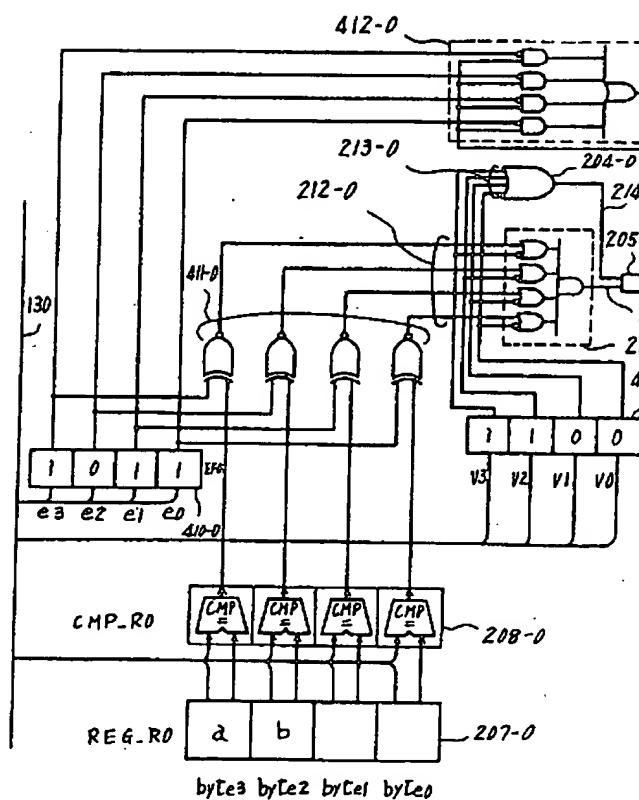 412-0
213-0
204-0
214
212-0
205
411-0
130
2
4
1 0 1 1
EFG
1 1 0 0
e3 e2 e1 e0
V3 V2 V1 V0
410-0
CMP_R0
CMP = CMP = CMP = CMP =
208-0
REG_R0
a b
207-0
byte3 byte2 byte1 byte0